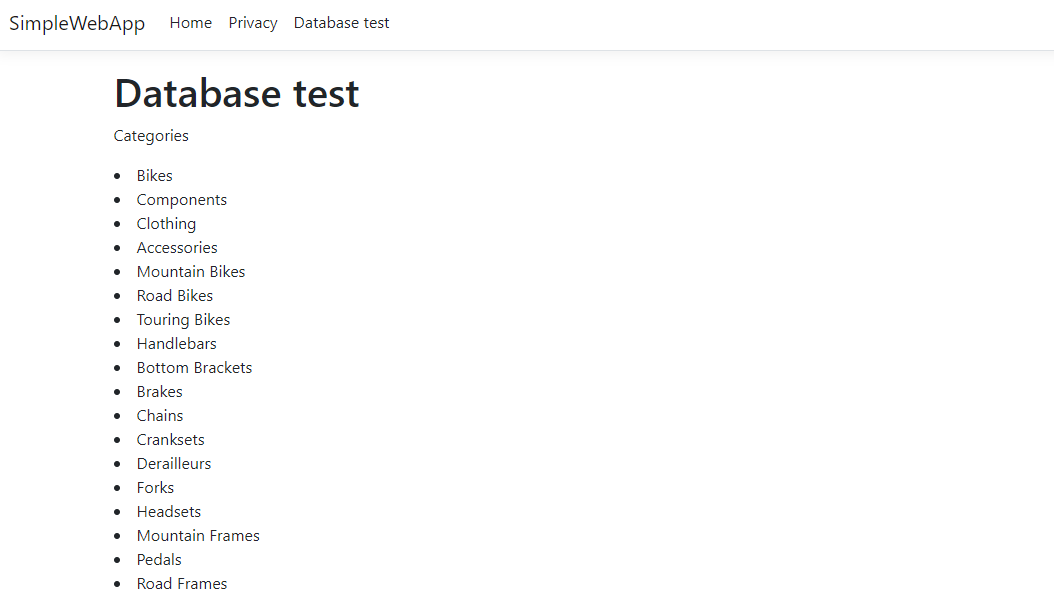 SimpleWebApp Home Privacy Database test
Database test
Categories
Bikes
Components
Clothing
Accessories
Mountain Bikes
Road Bikes
Touring Bikes
Handlebars
Bottom Brackets
Brakes
Chains
Cranksets
Derailleurs
Forks
Headsets
Mountain Frames
Pedals
Road Frames